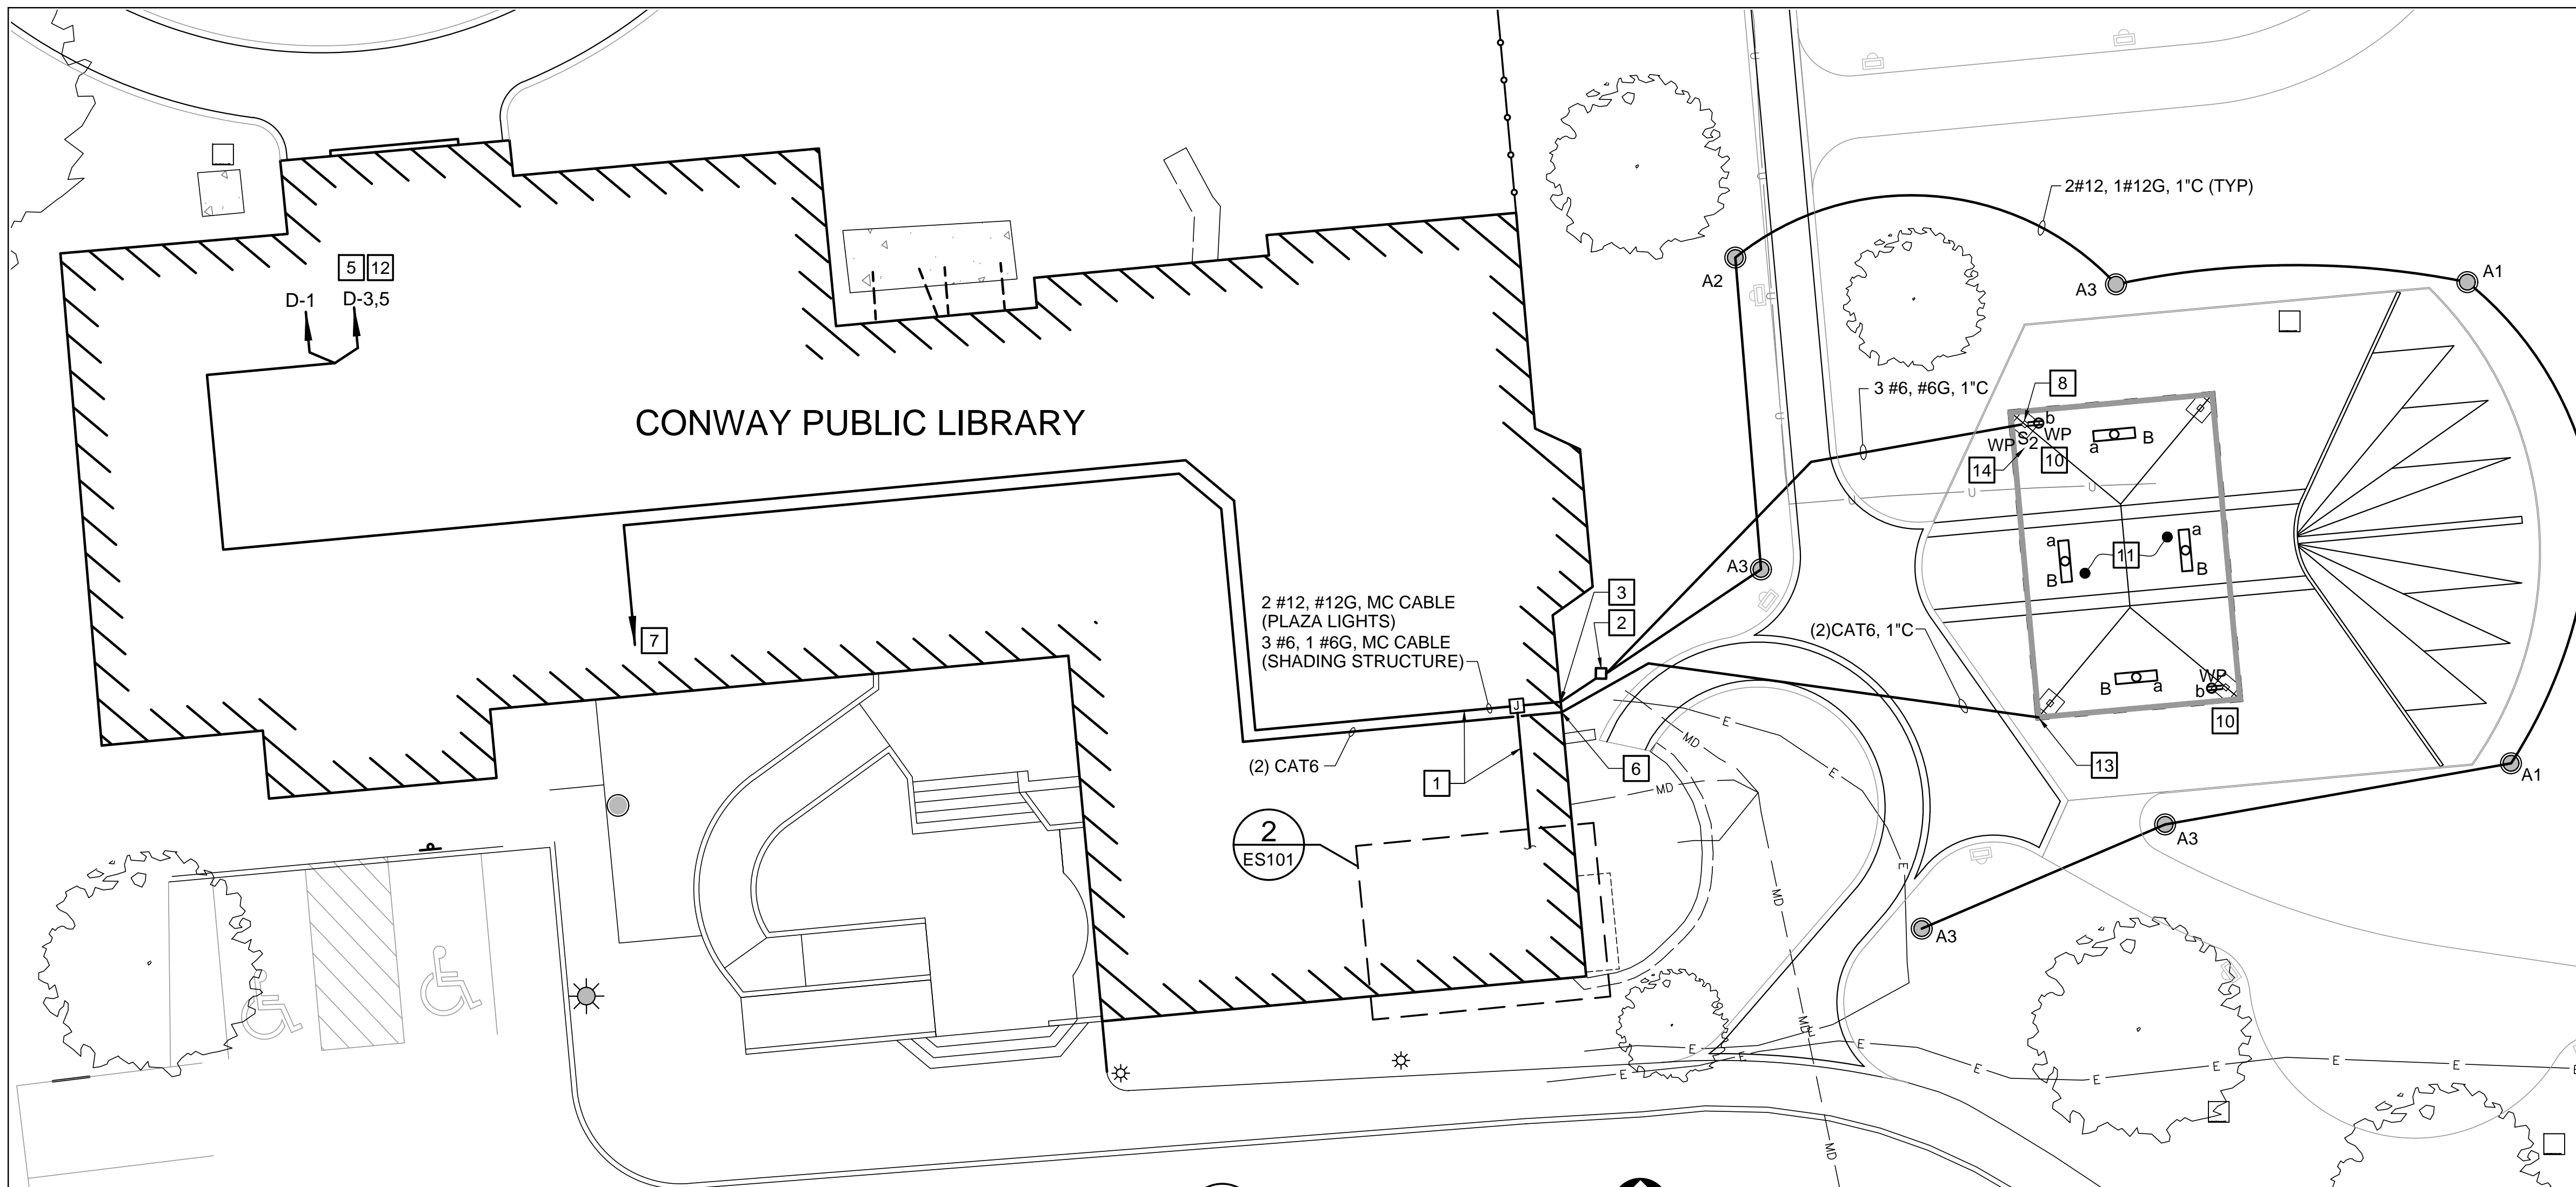 2#12, 1#12G, 1"C (TYP)
A2
A3
A1
5 12
D-1 D-3,5
3 #6, #6G, 1"C
8
b
WP S2 WP
a B
14 10
CONWAY PUBLIC LIBRARY
U
U
U
U
U
U
U
a
a
11
B
B
A3
3
2
2 #12, #12G, MC CABLE
(PLAZA LIGHTS)
3 #6, 1 #6G, MC CABLE
(SHADING STRUCTURE)
(2)CAT6, 1"C
7
J
B a
WP
b
10
(2) CAT6
6
1
13
A1
2
ES101
A3
A3
E
E
E
E
E
E
E
E
E
E
E
E
E
E
MD
MD
MD
MD
MD